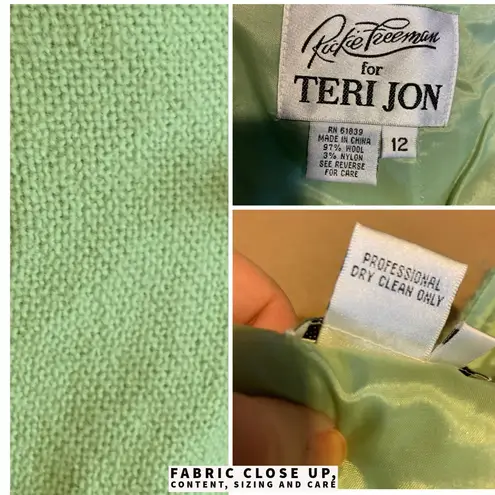 Rickie Freeman
for
TERI JON
RN 61839
MADE IN CHINA
97% WOOL
3% NYLON
SEE REVERSE
FOR CARE
12
PROFESSIONAL
DRY CLEAN ONLY
FABRIC CLOSE UP,
CONTENT, SIZING AND CARE